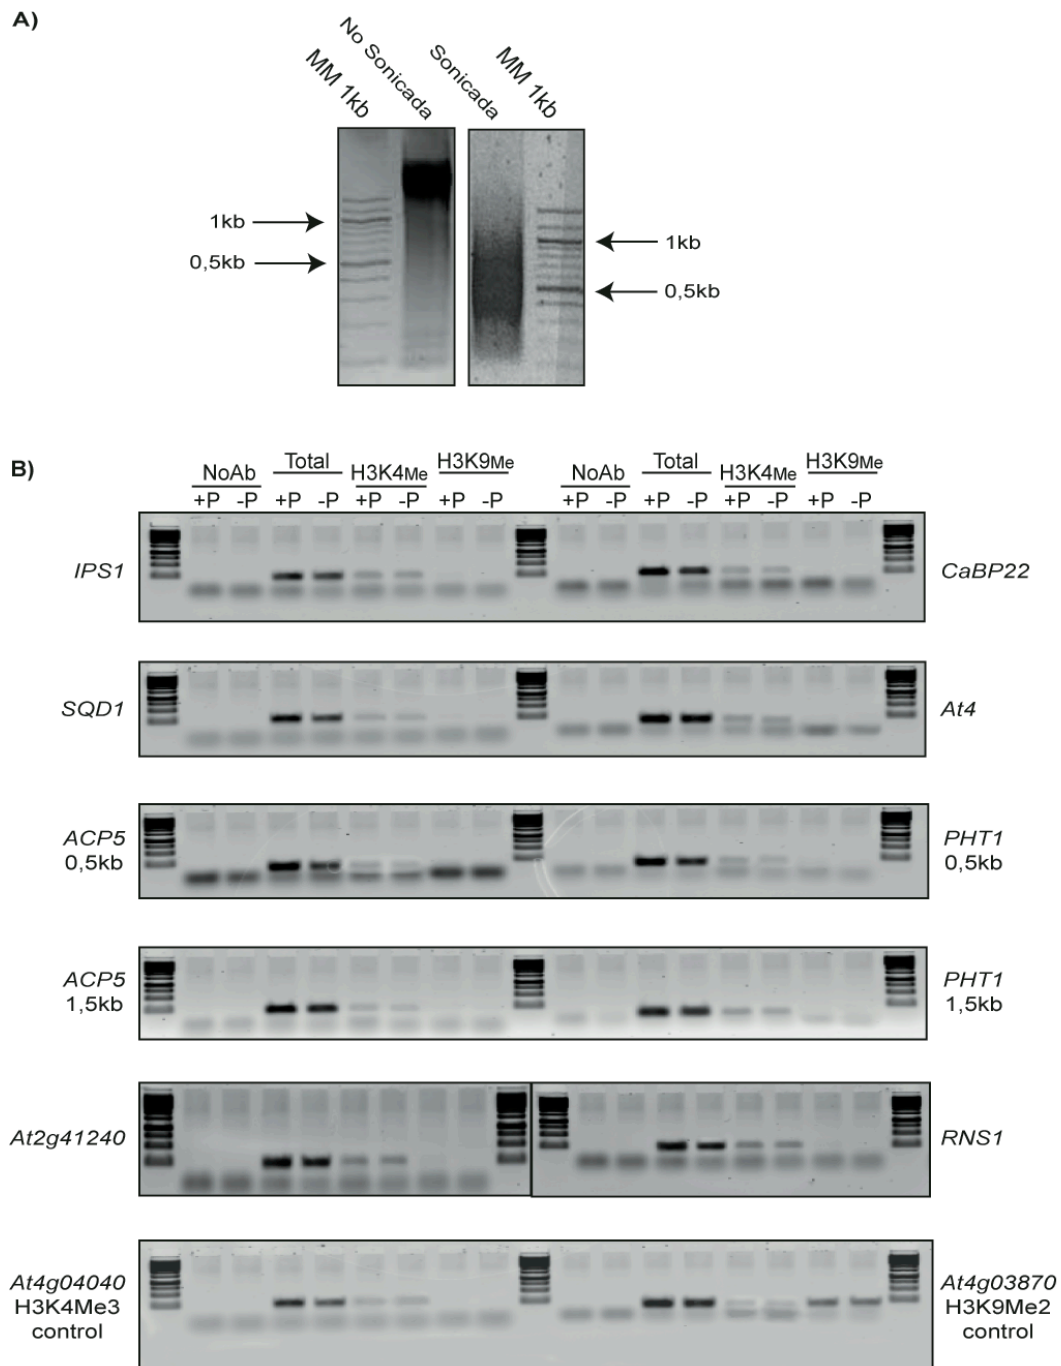 A)
MM 1kb
No Sonicada
Sonicada
MM 1kb
1kb
0,5kb
1kb
0,5kb
B)
NoAb Total H3K4Me H3K9Me NoAb Total H3K4Me H3K9Me
+P -P +P -P +P -P +P -P +P -P +P -P +P -P +P -P
IPS1
CaBP22
SQD1
At4
ACP5
0,5kb
PHT1
0,5kb
ACP5
1,5kb
PHT1
1,5kb
At2g41240
RNS1
At4g04040
H3K4Me3
control
At4g03870
H3K9Me2
control